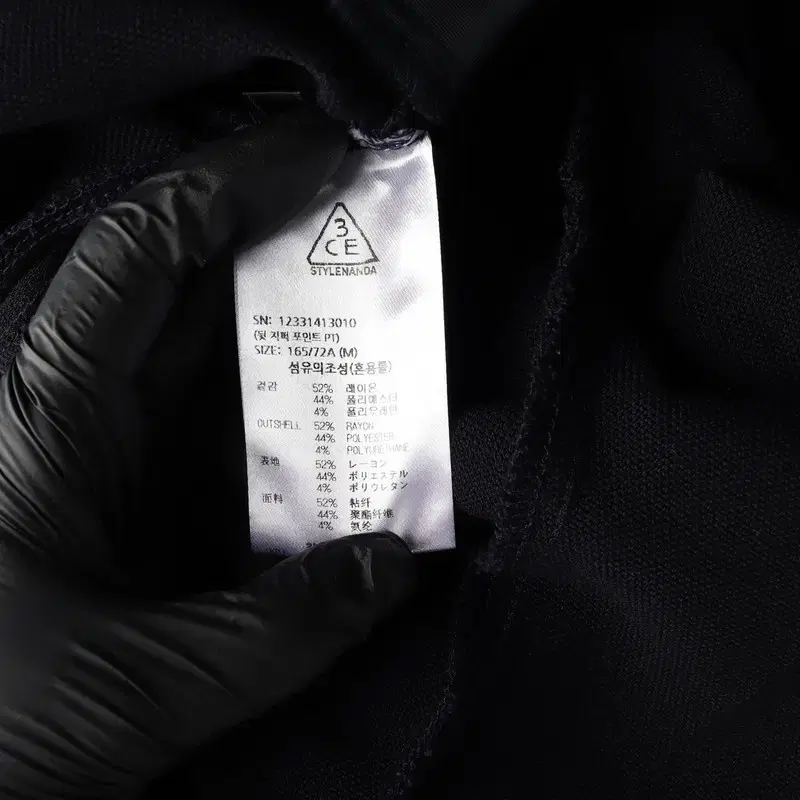 3
CE
STYLENANDA
SN: 12331413010
(뒷 지퍼 포인트 PT)
SIZE: 165/72A (M)
섬유의조성(혼용률)
겉감 52% 레이온
44% 폴리에스터
4% 폴리우레탄
OUTSHELL 52% RAYON
44% POLYESTER
4% POLYURETHANE
表地 52% レーヨン
44% ポリエステル
4% ポリウレタン
面料 52% 粘纤
44% 聚酯纤维
4% 氨纶